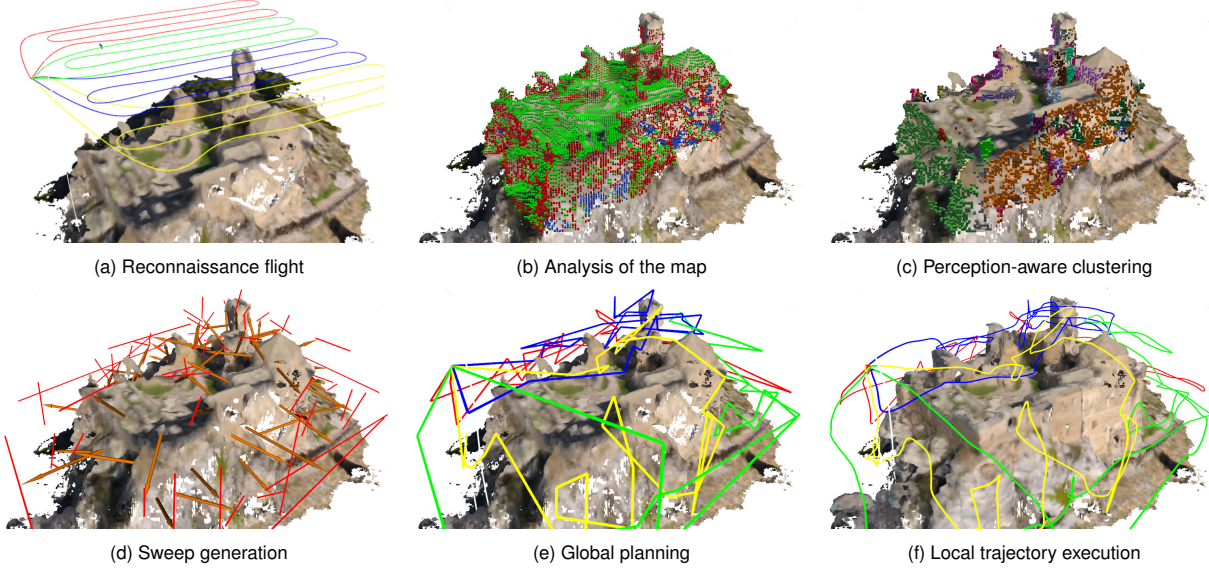 (a) Reconnaissance flight
(b) Analysis of the map
(c) Perception-aware clustering
(d) Sweep generation
(e) Global planning
(f) Local trajectory execution